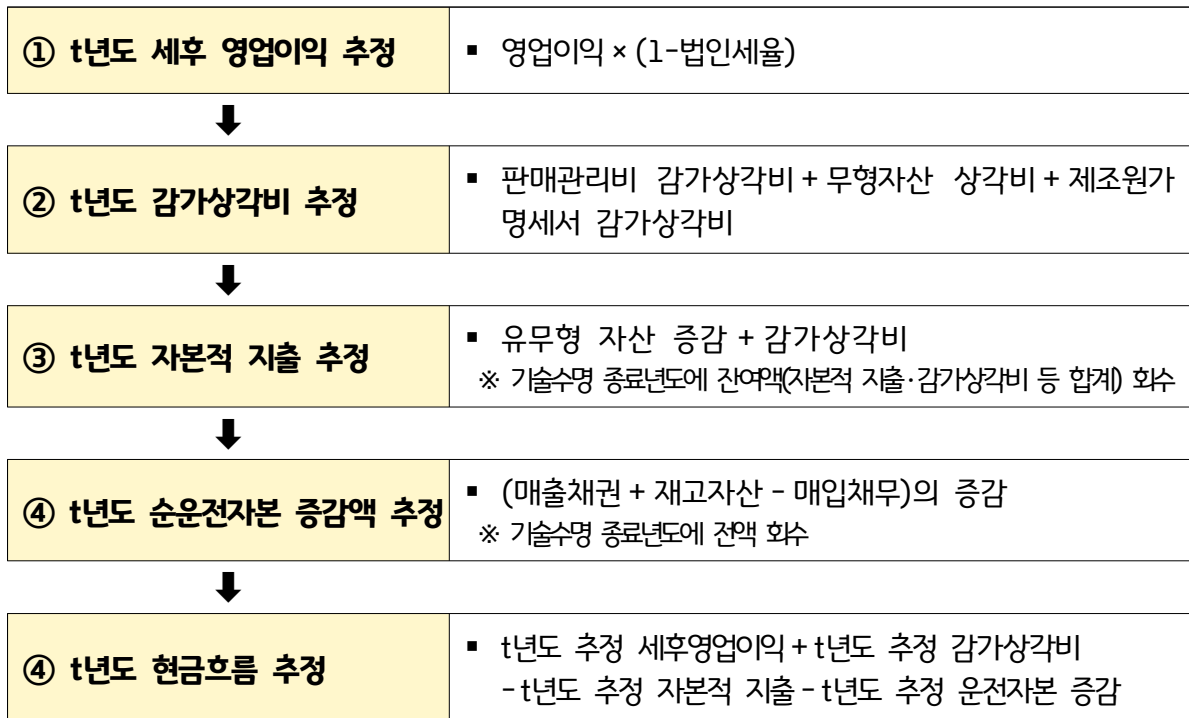 ① t년도 세후 영업이익 추정
▪ 영업이익 × (1-법인세율)
② t년도 감가상각비 추정
▪ 판매관리비 감가상각비 + 무형자산 상각비 + 제조원가
명세서 감가상각비
③ t년도 자본적 지출 추정
▪ 유무형 자산 증감 + 감가상각비
※ 기술수명 종료년도에 잔여액(자본적 지출·감가상각비 등 합계) 회수
④ t년도 순운전자본 증감액 추정
▪ (매출채권 + 재고자산 - 매입채무)의 증감
※ 기술수명 종료년도에 전액 회수
④ t년도 현금흐름 추정
▪ t년도 추정 세후영업이익 + t년도 추정 감가상각비
- t년도 추정 자본적 지출 - t년도 추정 운전자본 증감